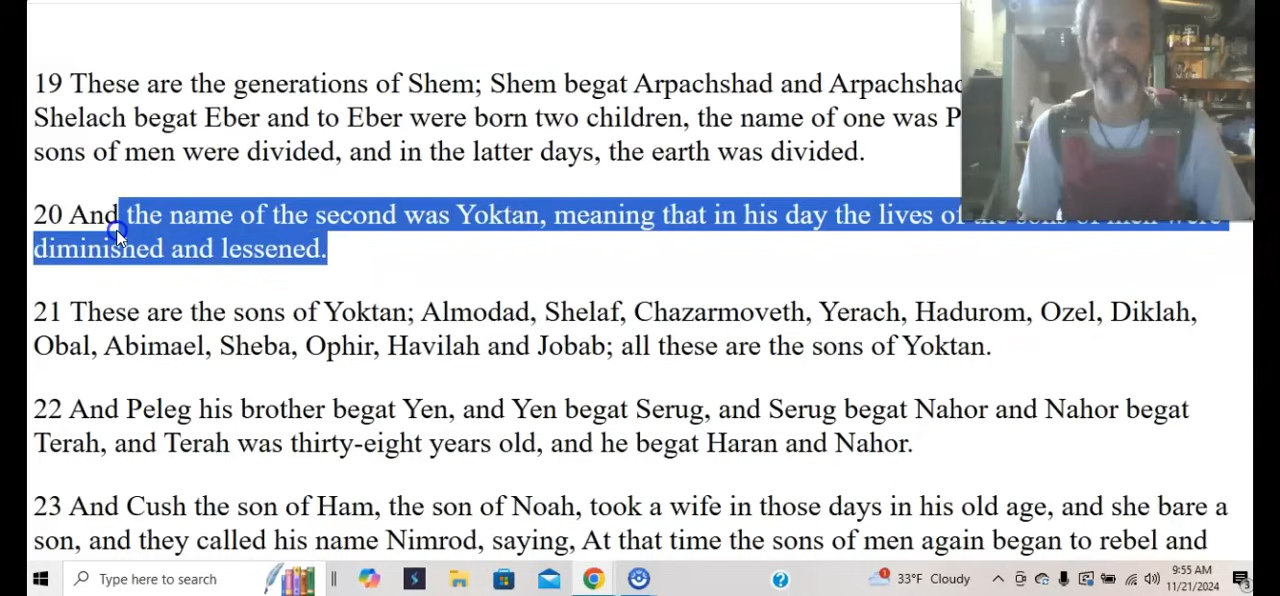 19 These are the generations of Shem; Shem begat Arpachshad and Arpachshad
Shelach begat Eber and to Eber were born two children, the name of one was P
sons of men were divided, and in the latter days, the earth was divided.
20 And the name of the second was Yoktan, meaning that in his day the lives of the sons of men were
diminished and lessened.
21 These are the sons of Yoktan; Almodad, Shelaf, Chazarmoveth, Yerach, Hadurom, Ozel, Diklah,
Obal, Abimael, Sheba, Ophir, Havilah and Jobab; all these are the sons of Yoktan.
22 And Peleg his brother begat Yen, and Yen begat Serug, and Serug begat Nahor and Nahor begat
Terah, and Terah was thirty-eight years old, and he begat Haran and Nahor.
23 And Cush the son of Ham, the son of Noah, took a wife in those days in his old age, and she bare a
son, and they called his name Nimrod, saying, At that time the sons of men again began to rebel and
Type here to search
33°F Cloudy
9:55 AM
11/21/2024